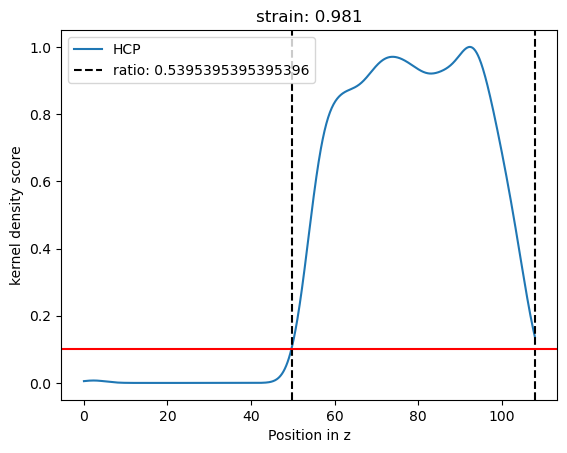 strain: 0.981
HCP
ratio: 0.5395395395395396
kernel density score
1.0
0.8
0.6
0.4
0.2
0.0
0 20 40 60 80 100
Position in z